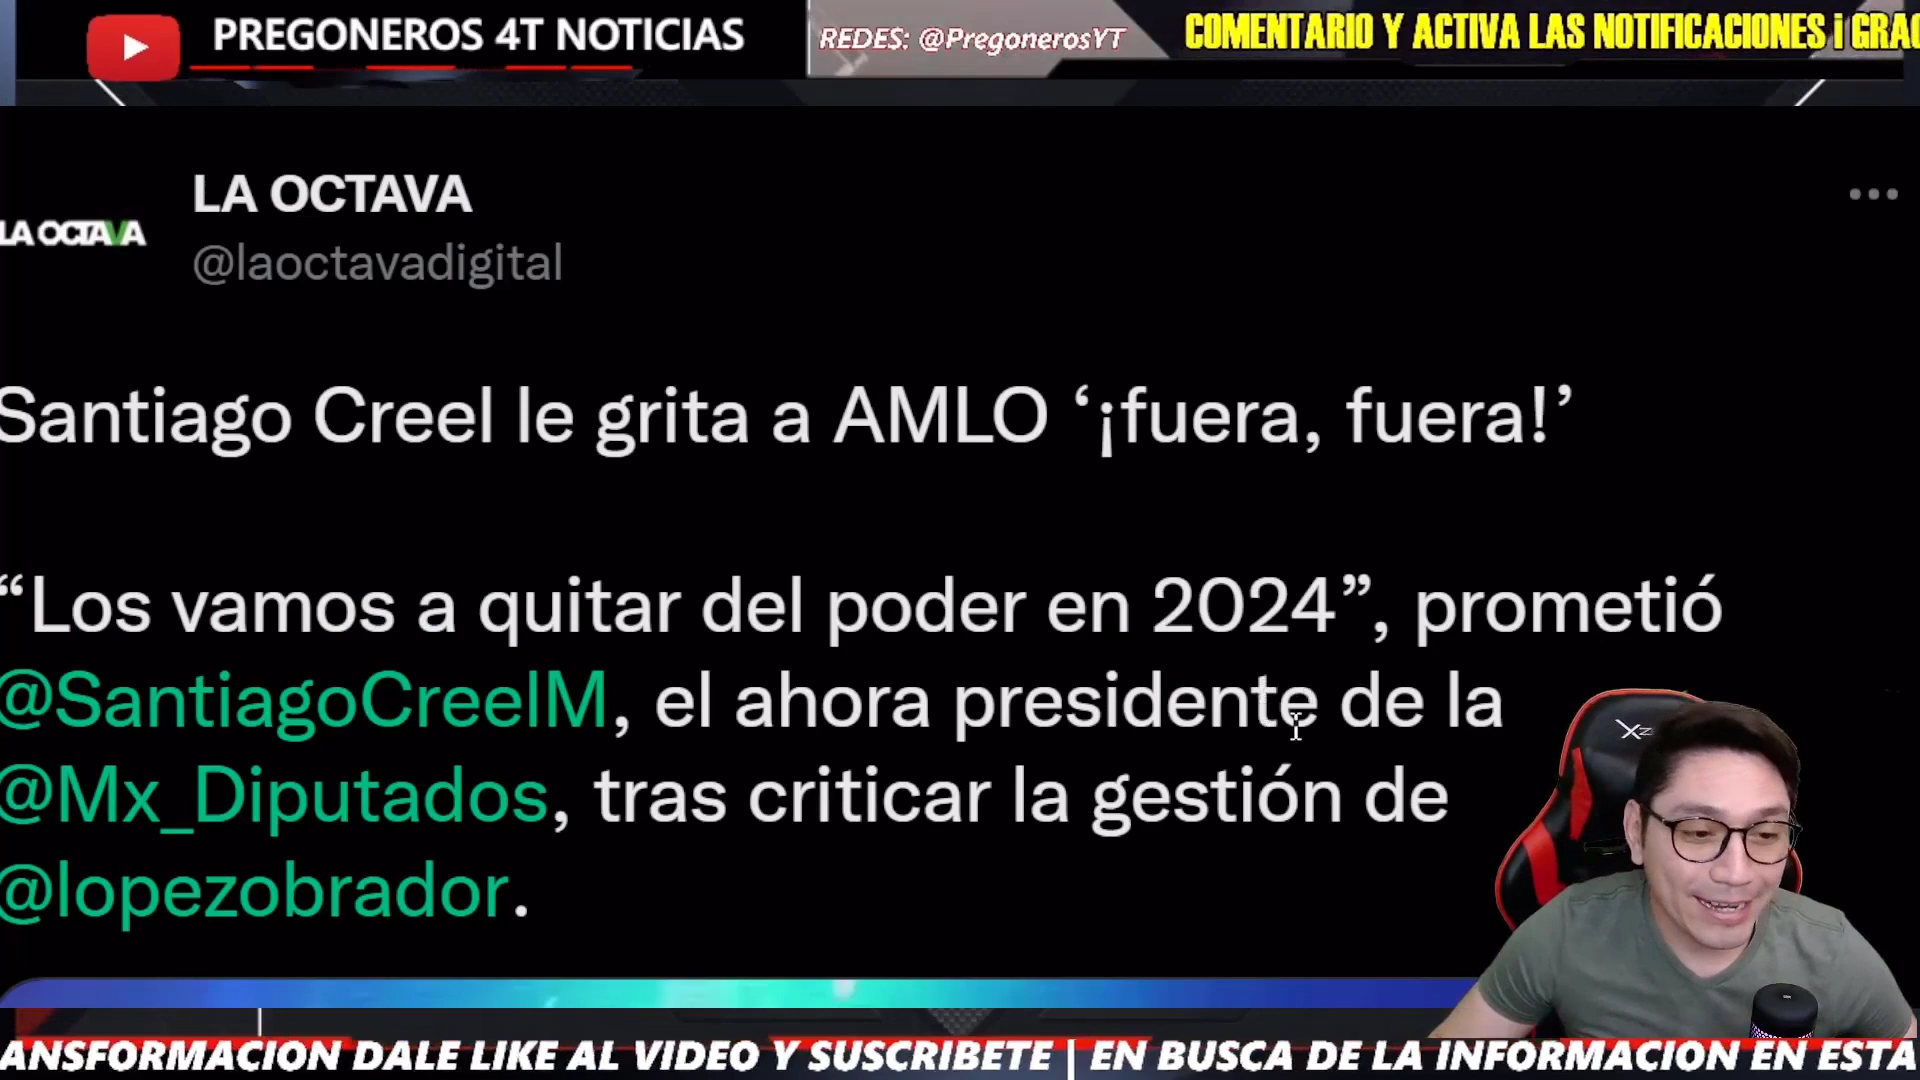 PREGONEROS 4T NOTICIAS
REDES: @PregonerosYT
COMENTARIO Y ACTIVA LAS NOTIFICACIONES ¡ GRAC
LA OCTAVA
LA OCTAVA
@laoctavadigital
Santiago Creel le grita a AMLO ‘¡fuera, fuera!’
“Los vamos a quitar del poder en 2024”, prometió
@SantiagoCreelM, el ahora presidente de la
@Mx_Diputados, tras criticar la gestión de
@lopezobrador.
ANSFORMACION DALE LIKE AL VIDEO Y SUSCRIBETE | EN BUSCA DE LA INFORMACION EN ESTA